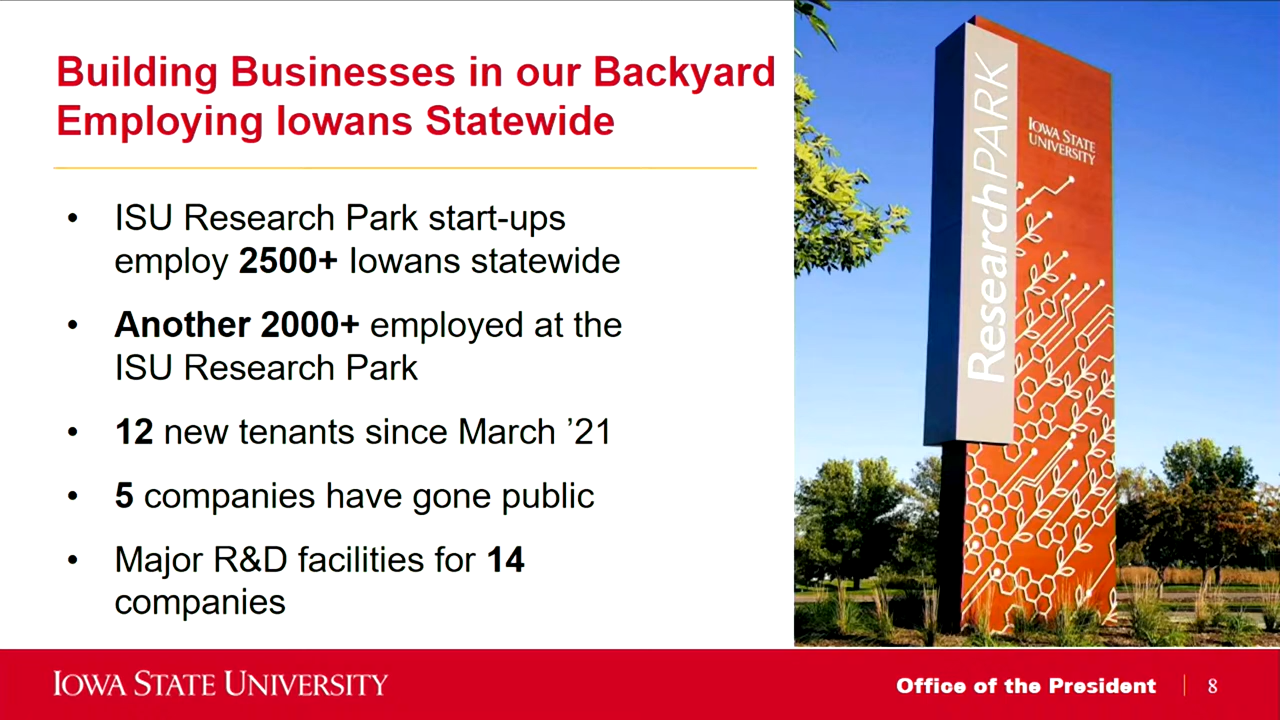 Building Businesses in our Backyard
Employing Iowans Statewide
• ISU Research Park start-ups
employ 2500+ Iowans statewide
• Another 2000+ employed at the
ISU Research Park
• 12 new tenants since March ’21
• 5 companies have gone public
• Major R&D facilities for 14
companies
ResearchPARK
IOWA STATE
UNIVERSITY
IOWA STATE UNIVERSITY
Office of the President | 8